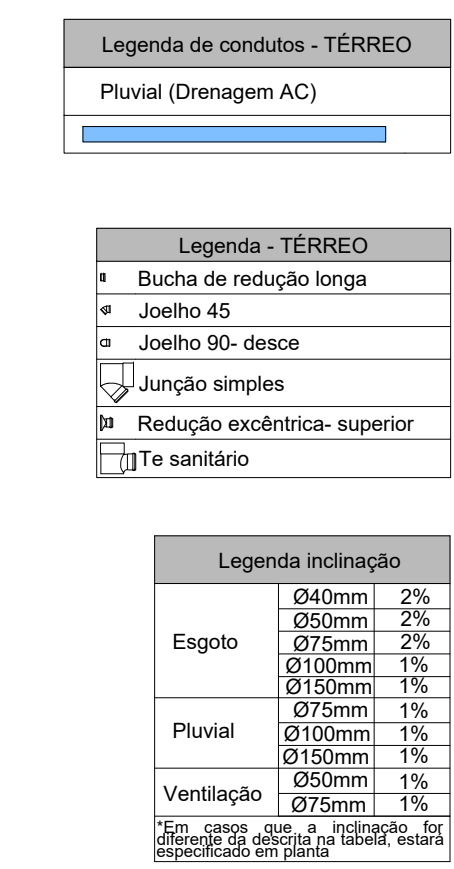 Legenda de condutos - TÉRREO
Pluvial (Drenagem AC)
Legenda - TÉRREO
Bucha de redução longa
Joelho 45
Joelho 90- desce
Junção simples
Redução excêntrica- superior
Te sanitário
Legenda inclinação
Esgoto
Ø40mm 2%
Ø50mm 2%
Ø75mm 2%
Ø100mm 1%
Ø150mm 1%
Pluvial
Ø75mm 1%
Ø100mm 1%
Ø150mm 1%
Ventilação
Ø50mm 1%
Ø75mm 1%
*Em casos que a inclinação for
diferente da descrita na tabela, estará
especificado em planta